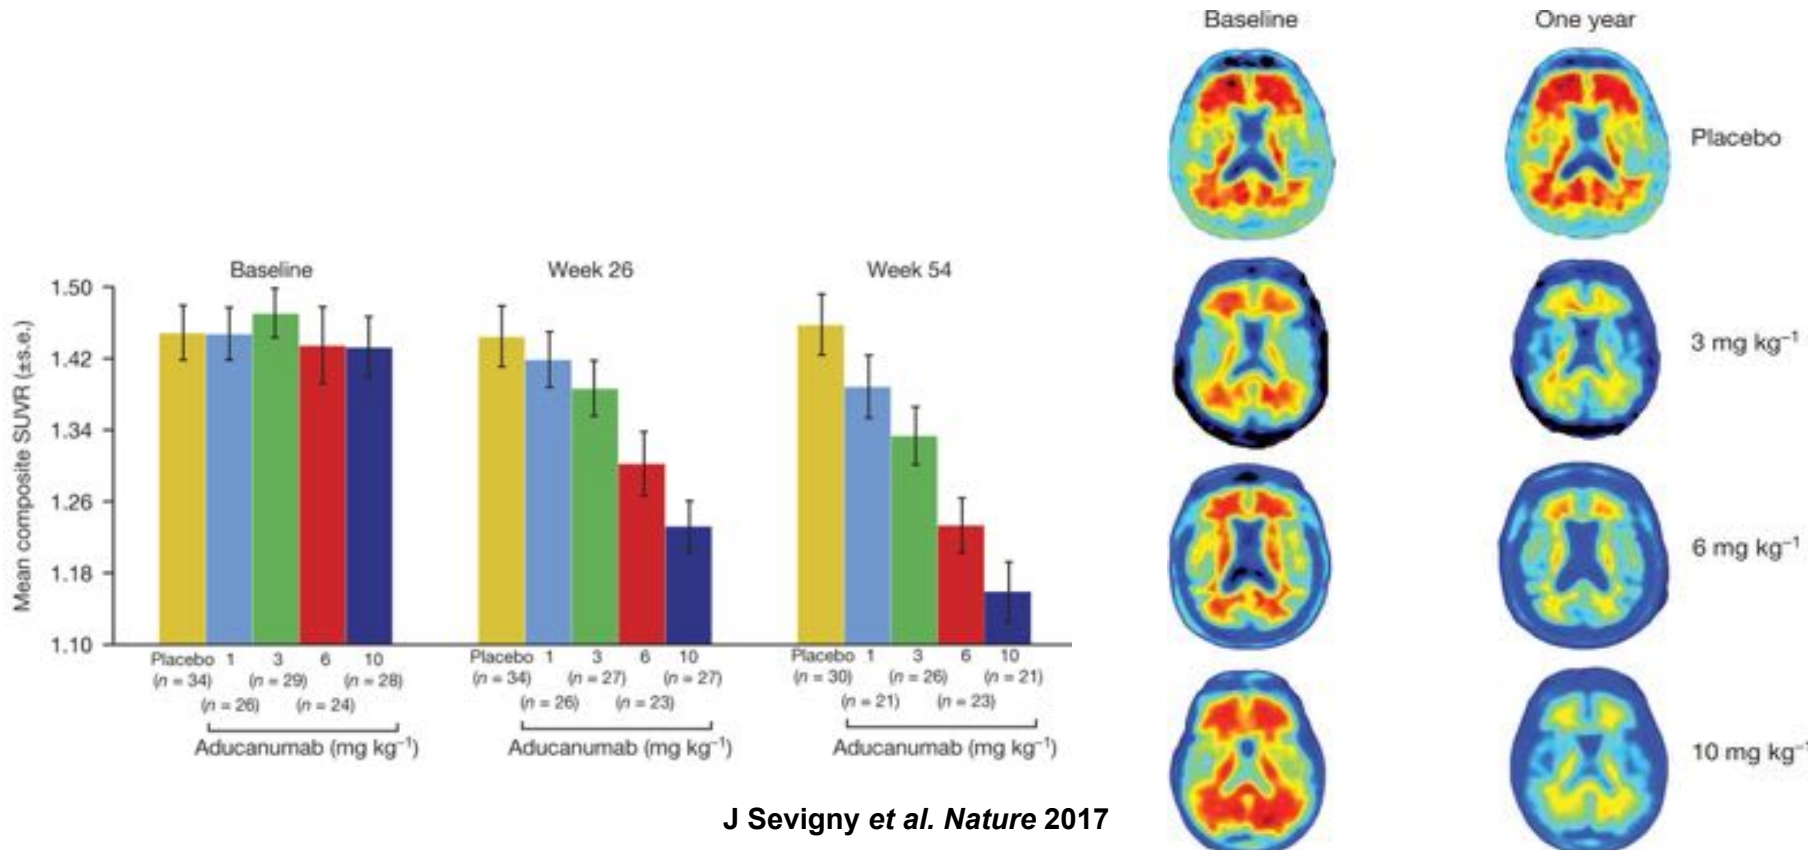 Baseline One year
Placebo
3 mg kg⁻¹
6 mg kg⁻¹
10 mg kg⁻¹
Mean composite SUVR (±s.e.)
Baseline Week 26 Week 54
1.50
1.42
1.34
1.26
1.18
1.10
Placebo 1 3 6 10
(n = 34) (n = 29) (n = 28)
(n = 26) (n = 24)
Aducanumab (mg kg⁻¹)
Placebo 1 3 6 10
(n = 34) (n = 27) (n = 27)
(n = 26) (n = 23)
Aducanumab (mg kg⁻¹)
Placebo 1 3 6 10
(n = 30) (n = 26) (n = 21)
(n = 21) (n = 23)
Aducanumab (mg kg⁻¹)
J Sevigny et al. Nature 2017